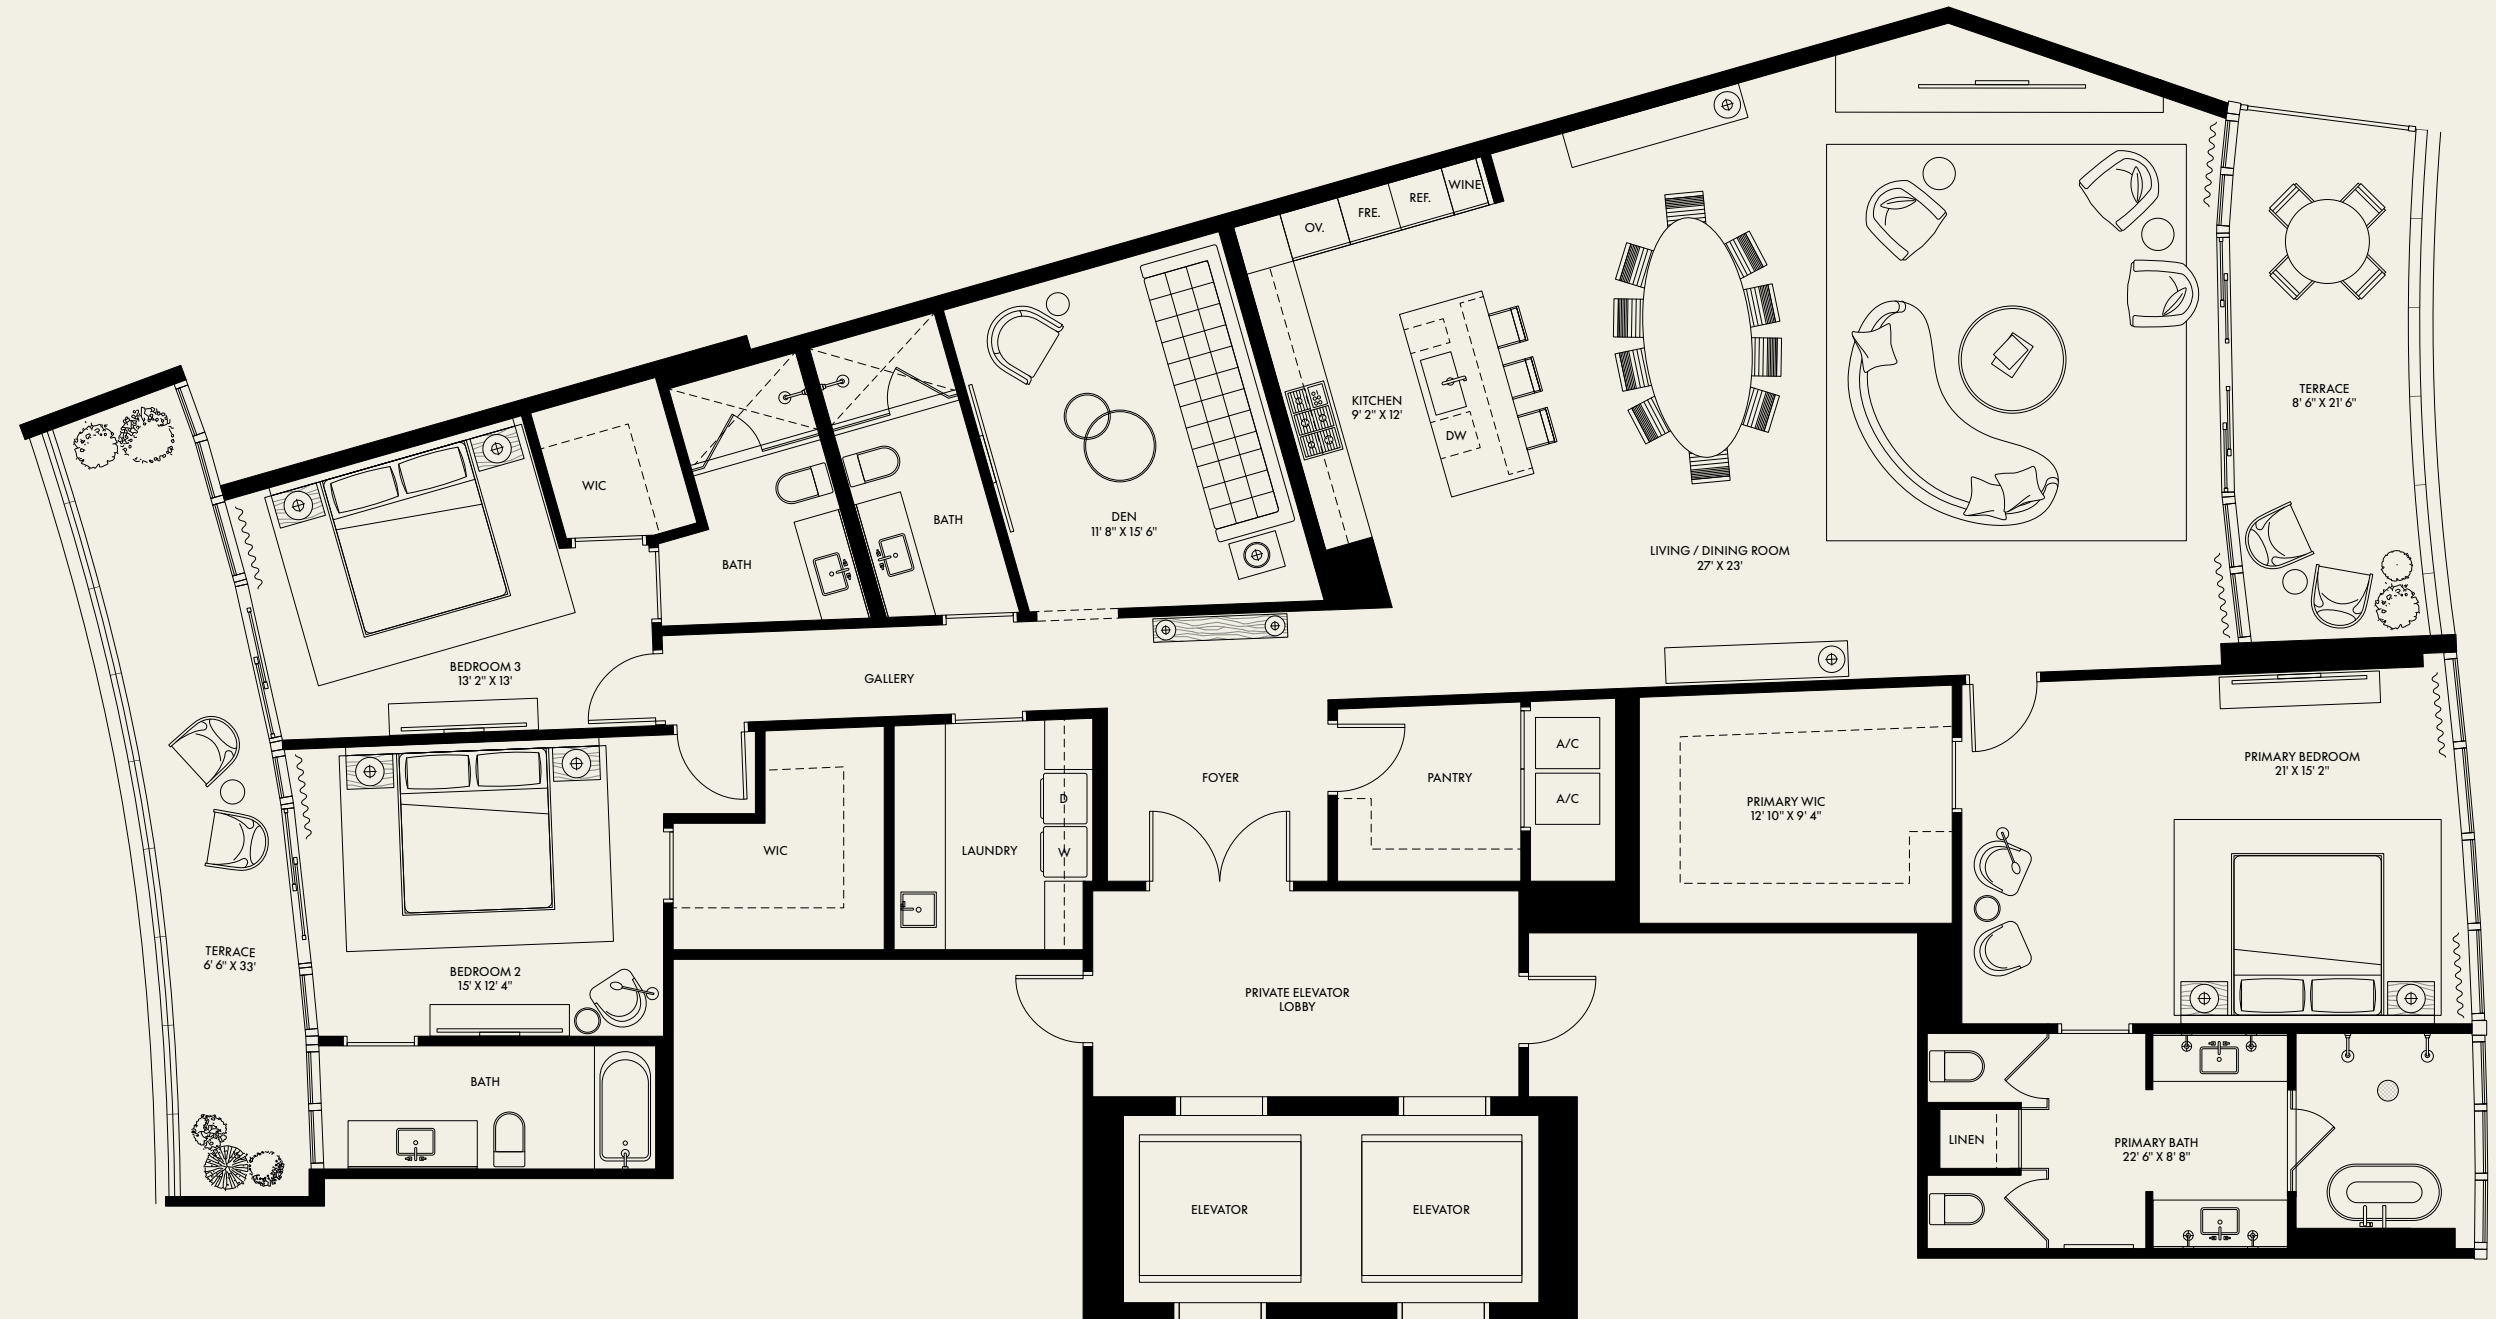 WINE
REF.
FRE.
OV.
KITCHEN
9' 2" X 12'
DW
TERRACE
8' 6" X 21' 6"
WIC
BATH
BATH
DEN
11' 8" X 15' 6"
LIVING / DINING ROOM
27' X 23'
BEDROOM 3
13' 2" X 13'
GALLERY
FOYER
PANTRY
A/C
A/C
PRIMARY WIC
12' 10" X 9' 4"
PRIMARY BEDROOM
21' X 15' 2"
D
W
WIC
LAUNDRY
TERRACE
6' 6" X 33'
BEDROOM 2
15' X 12' 4"
PRIVATE ELEVATOR
LOBBY
BATH
LINEN
PRIMARY BATH
22' 6" X 8' 8"
ELEVATOR
ELEVATOR